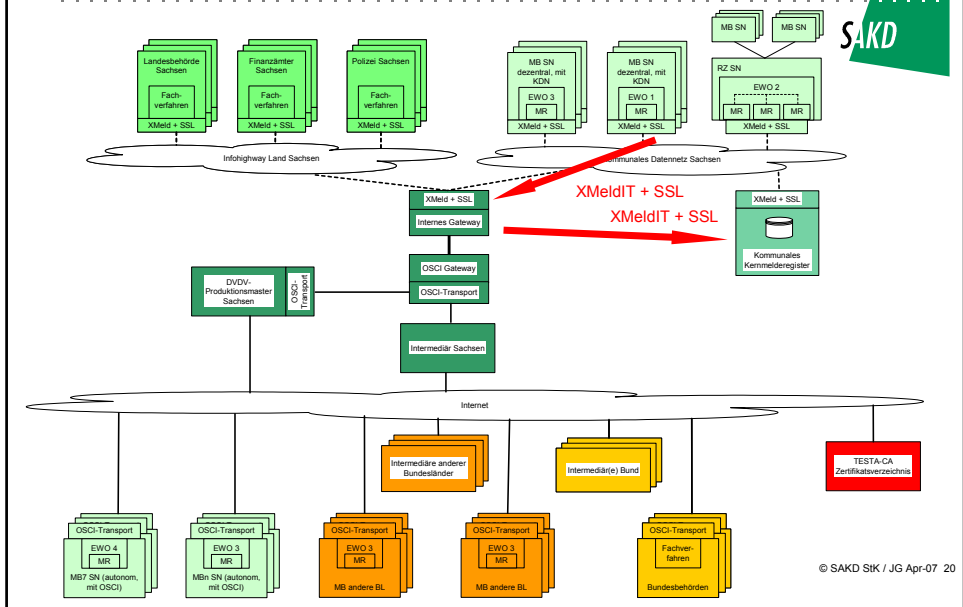 SAKD
Landesbehörde
Sachsen
Fach-
verfahren
XMeld + SSL
Finanzämter
Sachsen
Fach-
verfahren
XMeld + SSL
Polizei Sachsen
Fach-
verfahren
XMeld + SSL
MB SN
dezentral, mit
KDN
EWO 3
MR
XMeld + SSL
MB SN
dezentral, mit
KDN
EWO 1
MR
XMeld + SSL
MB SN
MB SN
RZ SN
EWO 2
MR
MR
MR
XMeld + SSL
Infohighway Land Sachsen
ommunales Datennetz Sachsen
XMeldIT + SSL
XMeldIT + SSL
XMeld + SSL
Internes Gateway
XMeld + SSL
Kommunales
Kernmelderegister
OSCI Gateway
OSCI-Transport
DVDV-
Produktionsmaster
Sachsen
OSCI-
Transport
Intermediär Sachsen
Internet
Intermediäre anderer
Bundesländer
Intermediär(e) Bund
TESTA-CA
Zertifikatsverzeichnis
OSCI-Transport
EWO 4
MR
MB7 SN (autonom,
mit OSCI)
OSCI-Transport
EWO 3
MR
MBn SN (autonom,
mit OSCI)
OSCI-Transport
EWO 3
MR
MB andere BL
OSCI-Transport
EWO 3
MR
MB andere BL
OSCI-Transport
Fachver-
fahren
Bundesbehörden
© SAKD StK / JG Apr-07 20